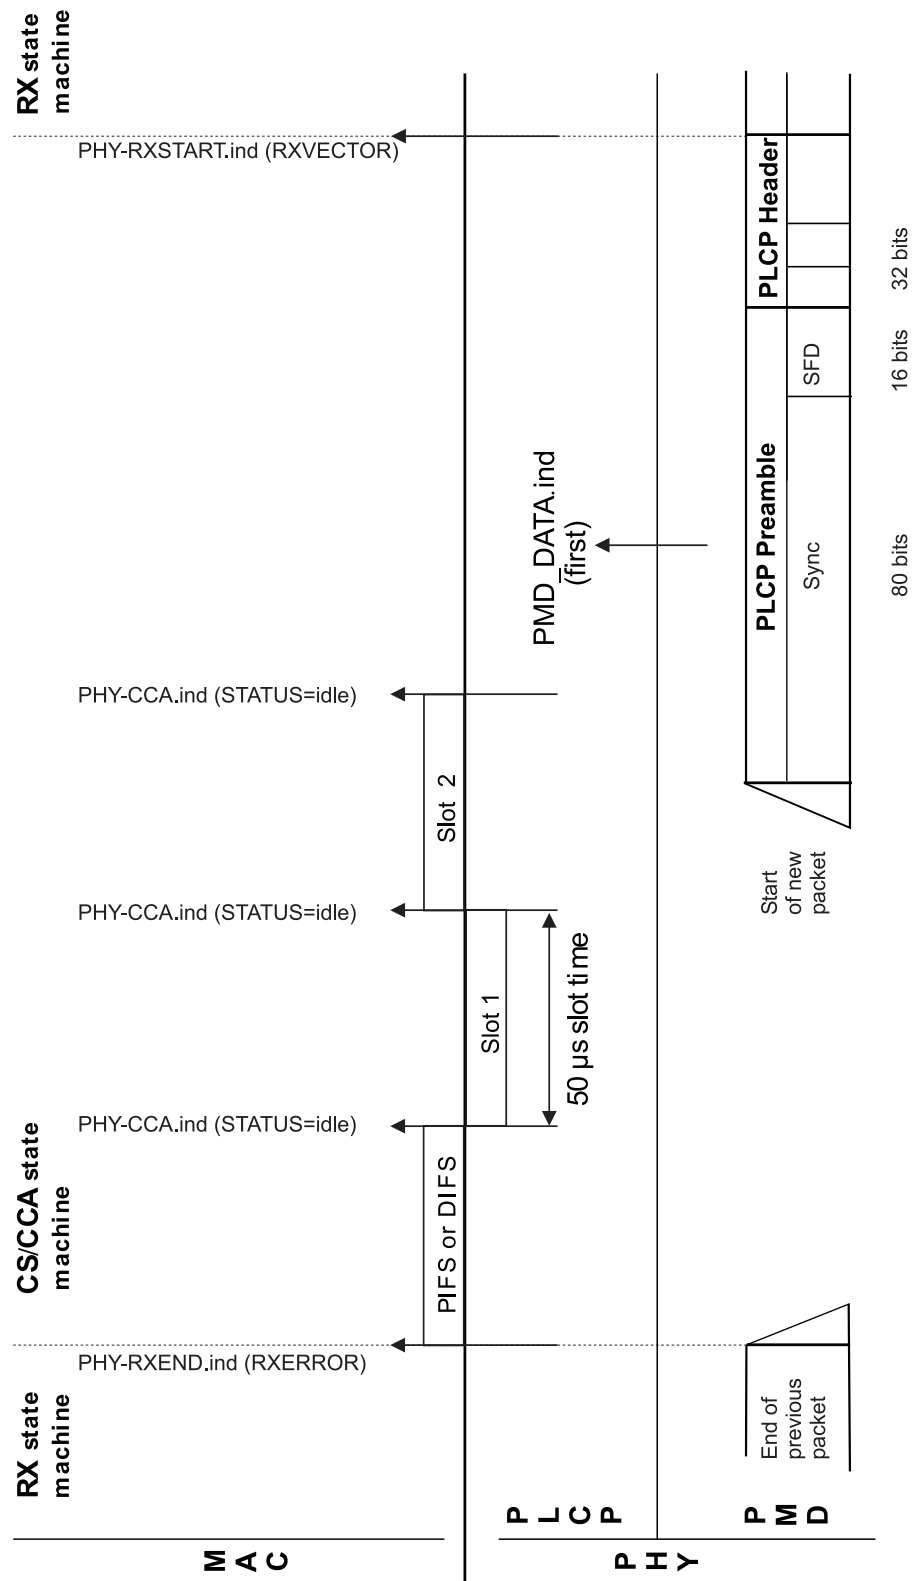 RX state
machine
CS/CCA state
machine
RX state
machine
PHY-RXEND.ind (RXERROR)
PHY-CCA.ind (STATUS=idle)
PHY-CCA.ind (STATUS=idle)
PHY-CCA.ind (STATUS=idle)
PHY-RXSTART.ind (RXVECTOR)
M
A
C
PIFS or DIFS
Slot 1
Slot 2
50 µs slot time
P
L
C
P
PMD_DATA.ind
(first)
P
H
Y
P
M
D
End of
previous
packet
Start
of new
packet
PLCP Preamble
PLCP Header
Sync
SFD
80 bits
16 bits
32 bits